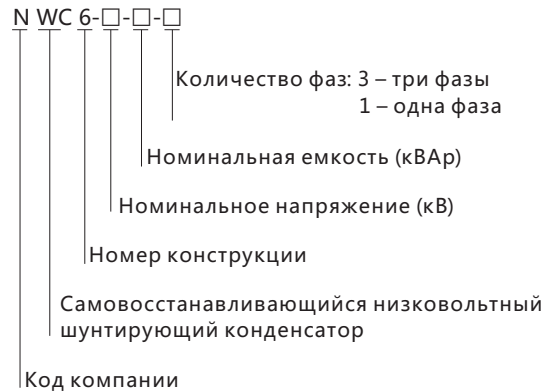 N WC 6-□-□-□
Количество фаз: 3 – три фазы
1 – одна фаза
Номинальная емкость (кВАр)
Номинальное напряжение (кВ)
Номер конструкции
Самовосстанавливающийся низковольтный
шунтирующий конденсатор
Код компании